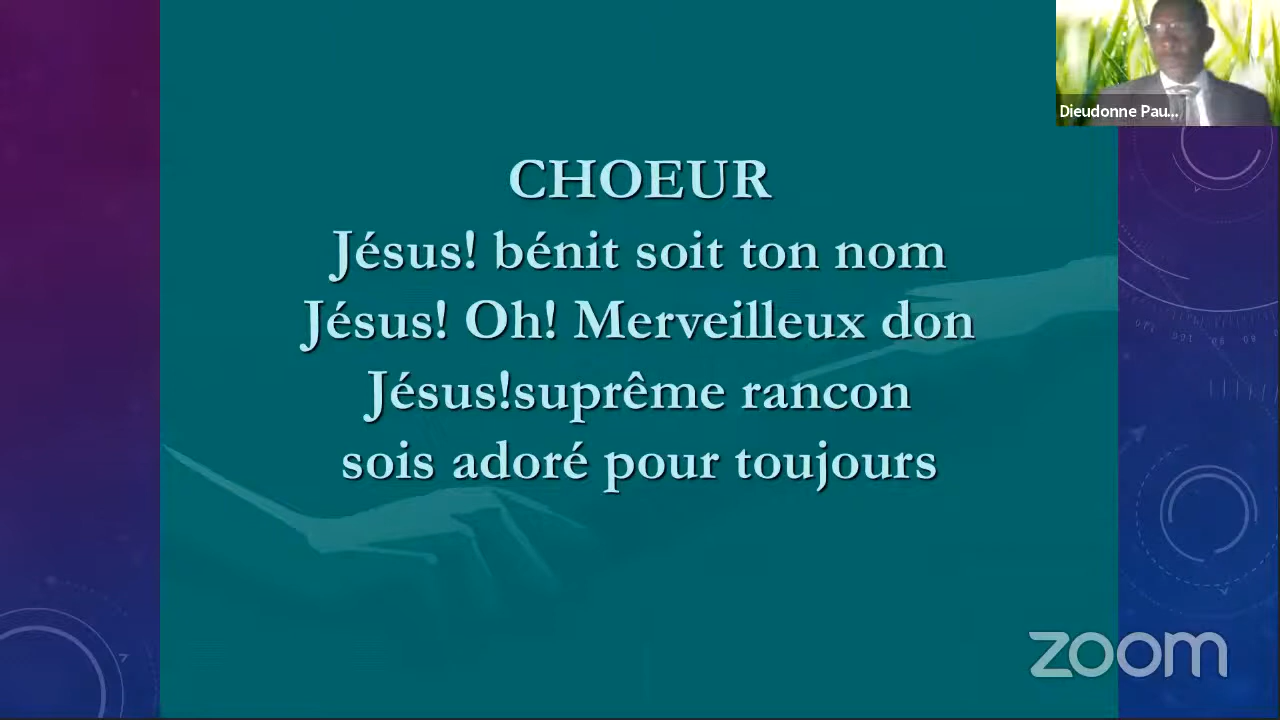 Dieudonne Pau...
CHOEUR
Jésus! bénit soit ton nom
Jésus! Oh! Merveilleux don
Jésus!suprême rancon
sois adoré pour toujours
zoom